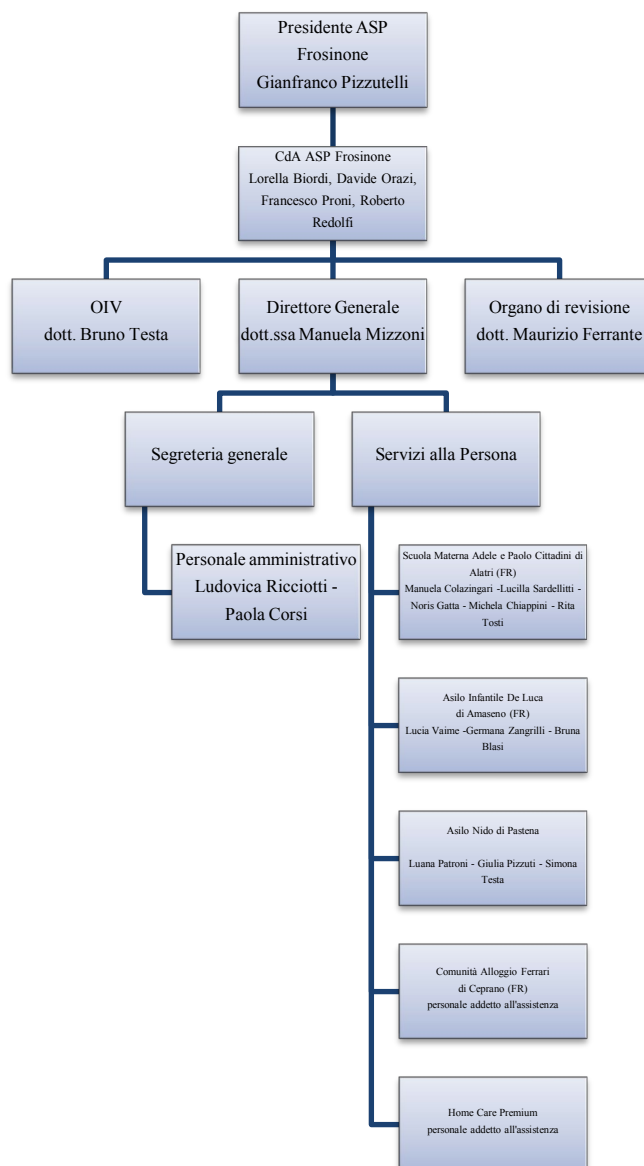 Presidente ASP
Frosinone
Gianfranco Pizzutelli
CdA ASP Frosinone
Lorella Biordi, Davide Orazi,
Francesco Proni, Roberto
Redolfi
OIV
dott. Bruno Testa
Direttore Generale
dott.ssa Manuela Mizzoni
Organo di revisione
dott. Maurizio Ferrante
Segreteria generale
Servizi alla Persona
Personale amministrativo
Ludovica Ricciotti -
Paola Corsi
Scuola Materna Adele e Paolo Cittadini di
Alatri (FR)
Manuela Colazingari -Lucilla Sardellitti -
Noris Gatta - Michela Chiappini - Rita
Tosti
Asilo Infantile De Luca
di Amaseno (FR)
Lucia Vaime -Germana Zangrilli - Bruna
Blasi
Asilo Nido di Pastena
Luana Patroni - Giulia Pizzuti - Simona
Testa
Comunità Alloggio Ferrari
di Ceprano (FR)
personale addetto all'assistenza
Home Care Premium
personale addetto all'assistenza